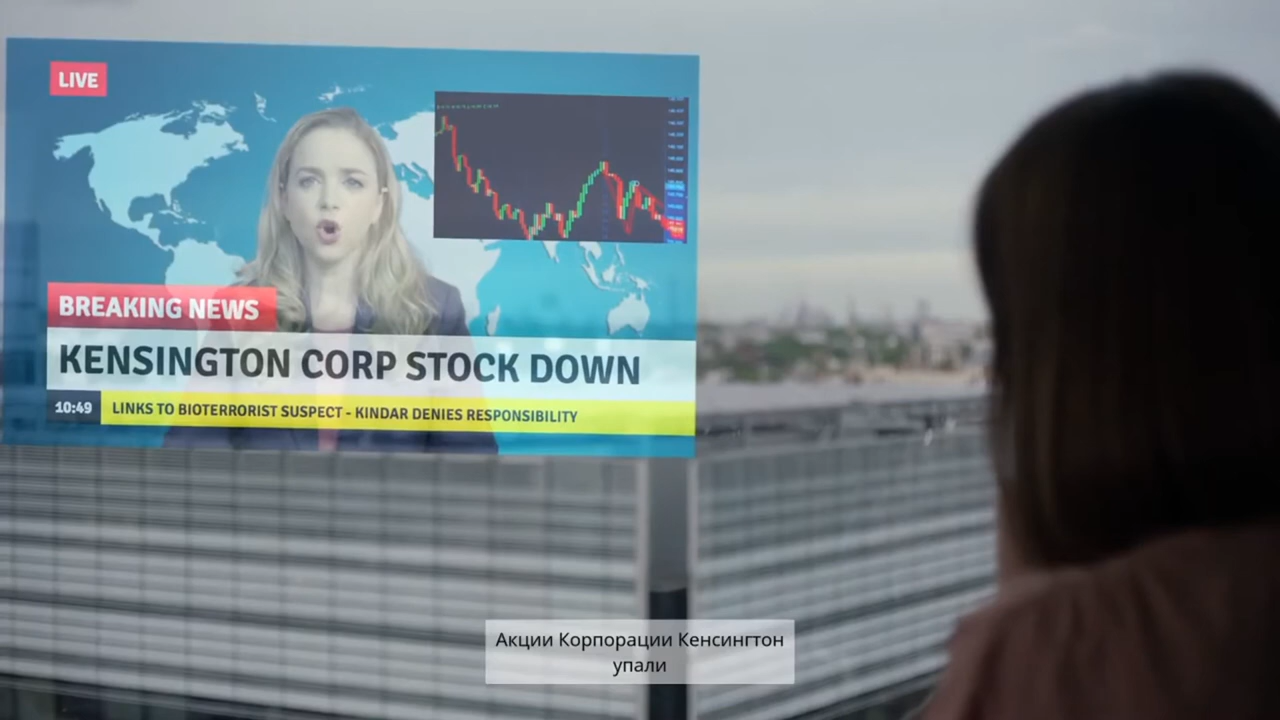 LIVE
BREAKING NEWS
KENSINGTON CORP STOCK DOWN
10:49 LINKS TO BIOTERRORIST SUSPECT - KINDAR DENIES RESPONSIBILITY
Акции Корпорации Кенсингтон
упали